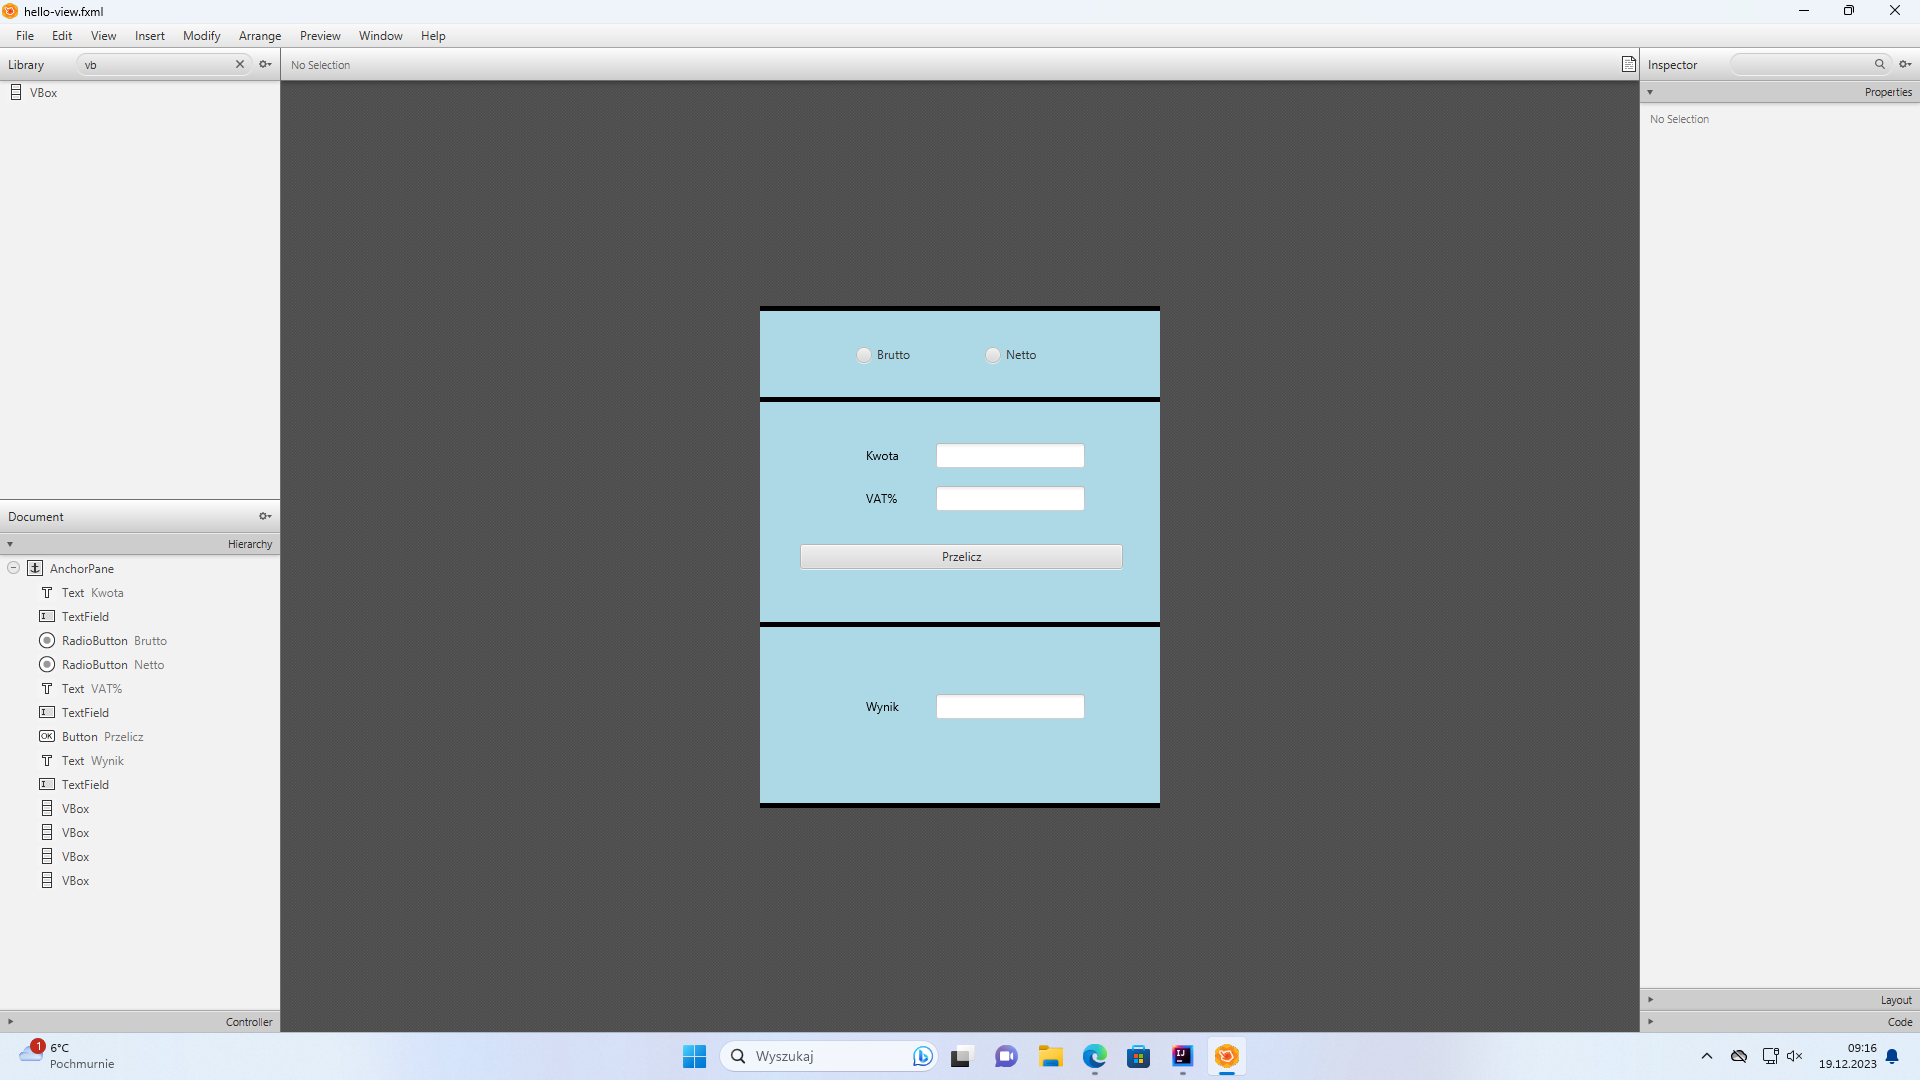 hello-view.fxml
File Edit View Insert Modify Arrange Preview Window Help
Library vb
No Selection
Inspector
VBox
Properties
No Selection
Brutto Netto
Kwota
VAT%
Przelicz
Wynik
Document
Hierarchy
AnchorPane
Text Kwota
TextField
RadioButton Brutto
RadioButton Netto
Text VAT%
TextField
OK Button Przelicz
Text Wynik
TextField
VBox
VBox
VBox
VBox
Controller
Layout
Code
1
6°C
Pochmurnie
Wyszukaj
IJ
09:16
19.12.2023